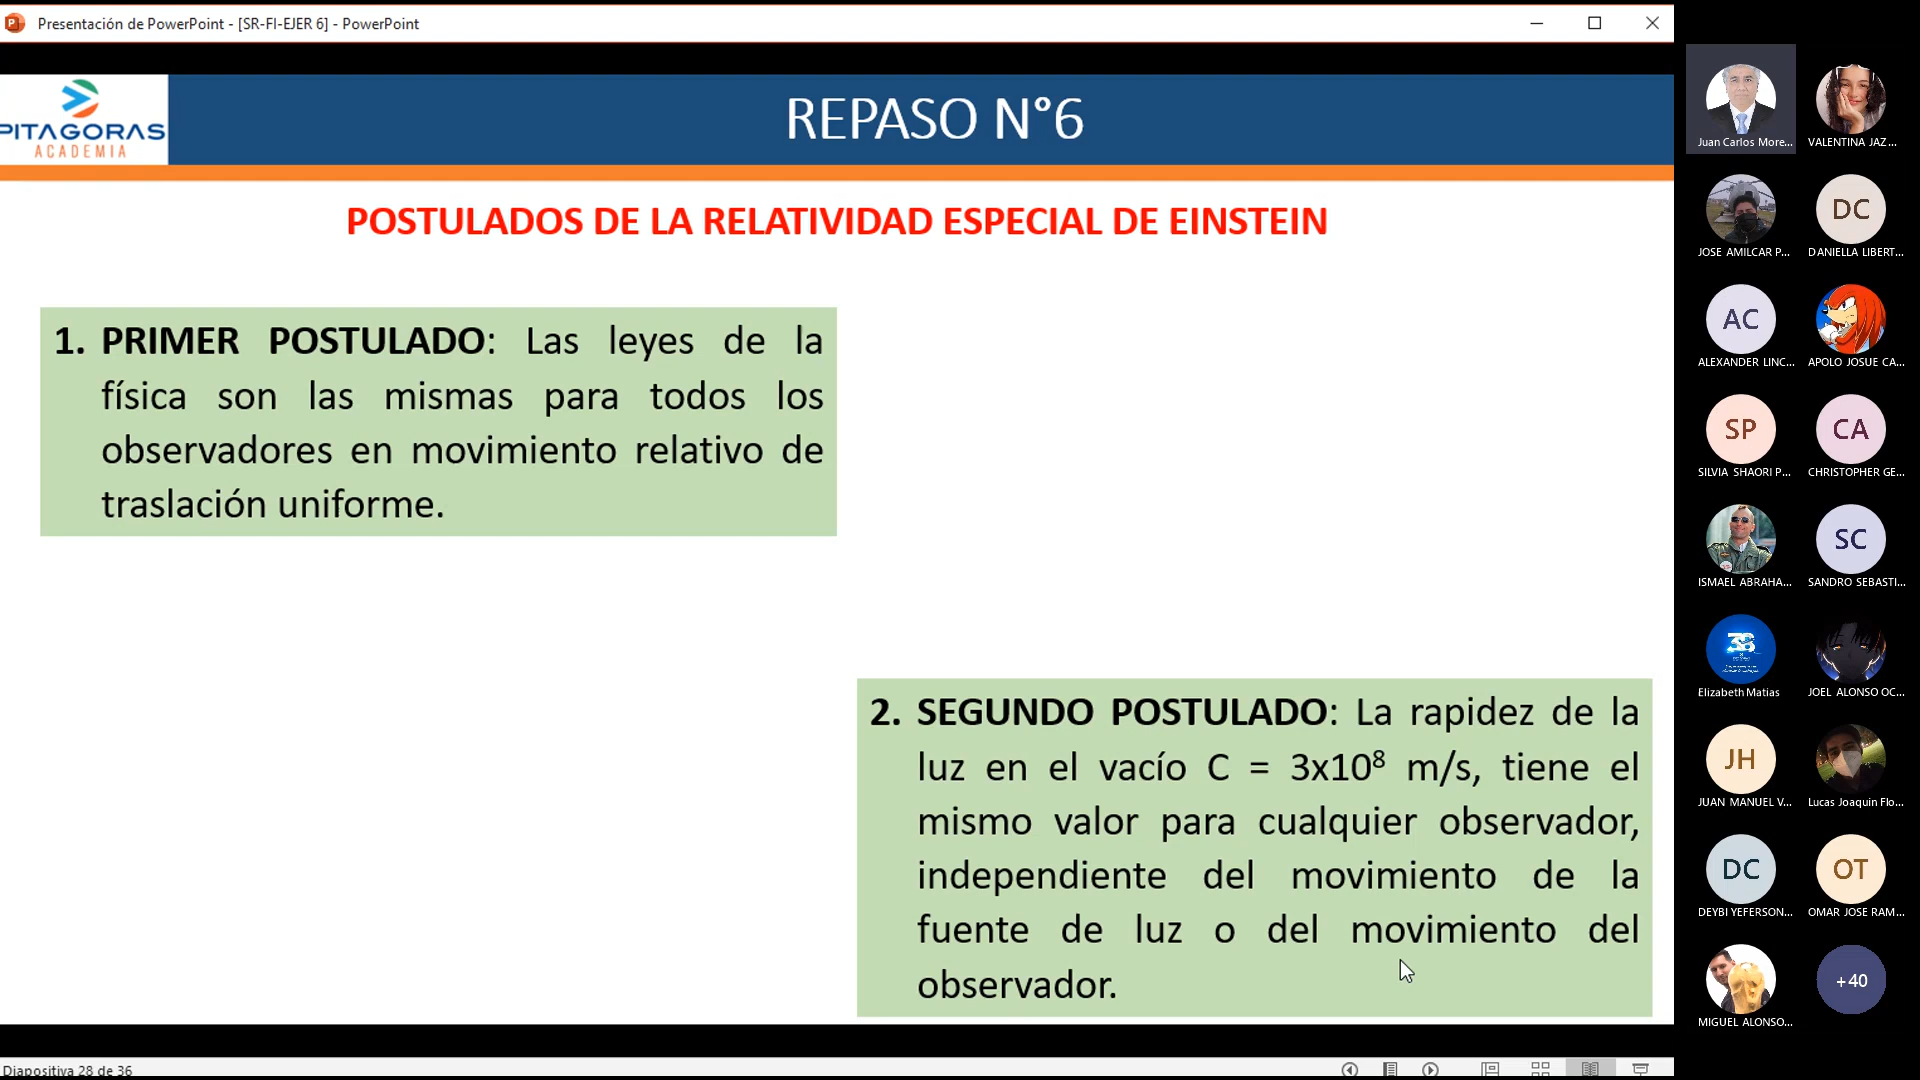 Presentación de PowerPoint - [SR-FI-EJER 6] - PowerPoint
PITAGORAS
ACADEMIA
REPASO N°6
POSTULADOS DE LA RELATIVIDAD ESPECIAL DE EINSTEIN
1. PRIMER POSTULADO: Las leyes de la
física son las mismas para todos los
observadores en movimiento relativo de
traslación uniforme.
2. SEGUNDO POSTULADO: La rapidez de la
luz en el vacío C = 3x10⁸ m/s, tiene el
mismo valor para cualquier observador,
independiente del movimiento de la
fuente de luz o del movimiento del
observador.
Diapositiva 28 de 36
Juan Carlos More...
VALENTINA JAZ...
JOSE AMILCAR P...
DC
DANIELLA LIBERT...
AC
ALEXANDER LINC...
APOLO JOSUE CA...
SP
SILVIA SHAORI P...
CA
CHRISTOPHER GE...
ISMAEL ABRAHA...
SC
SANDRO SEBASTI...
Elizabeth Matias
JOEL ALONSO OC...
JH
JUAN MANUEL V...
Lucas Joaquin Flo...
DC
DEYBI YEFERSON...
OT
OMAR JOSE RAM...
MIGUEL ALONSO...
+40